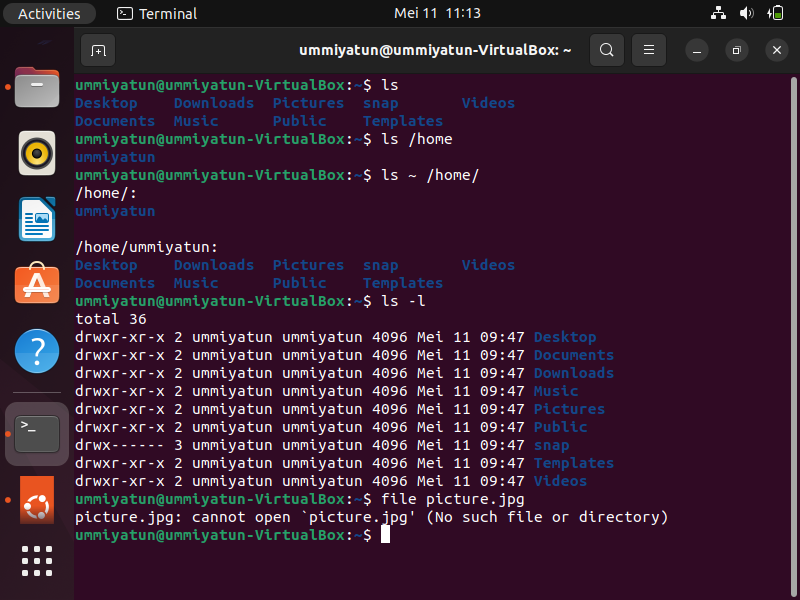 Activities Terminal Mei 11 11:13
ummiyatun@ummiyatun-VirtualBox: ~
ummiyatun@ummiyatun-VirtualBox:~$ ls
Desktop Downloads Pictures snap Videos
Documents Music Public Templates
ummiyatun@ummiyatun-VirtualBox:~$ ls /home
ummiyatun
ummiyatun@ummiyatun-VirtualBox:~$ ls ~ /home/
/home/:
ummiyatun

/home/ummiyatun:
Desktop Downloads Pictures snap Videos
Documents Music Public Templates
ummiyatun@ummiyatun-VirtualBox:~$ ls -l
total 36
drwxr-xr-x 2 ummiyatun ummiyatun 4096 Mei 11 09:47 Desktop
drwxr-xr-x 2 ummiyatun ummiyatun 4096 Mei 11 09:47 Documents
drwxr-xr-x 2 ummiyatun ummiyatun 4096 Mei 11 09:47 Downloads
drwxr-xr-x 2 ummiyatun ummiyatun 4096 Mei 11 09:47 Music
drwxr-xr-x 2 ummiyatun ummiyatun 4096 Mei 11 09:47 Pictures
drwxr-xr-x 2 ummiyatun ummiyatun 4096 Mei 11 09:47 Public
drwx------ 3 ummiyatun ummiyatun 4096 Mei 11 09:47 snap
drwxr-xr-x 2 ummiyatun ummiyatun 4096 Mei 11 09:47 Templates
drwxr-xr-x 2 ummiyatun ummiyatun 4096 Mei 11 09:47 Videos
ummiyatun@ummiyatun-VirtualBox:~$ file picture.jpg
picture.jpg: cannot open `picture.jpg' (No such file or directory)
ummiyatun@ummiyatun-VirtualBox:~$